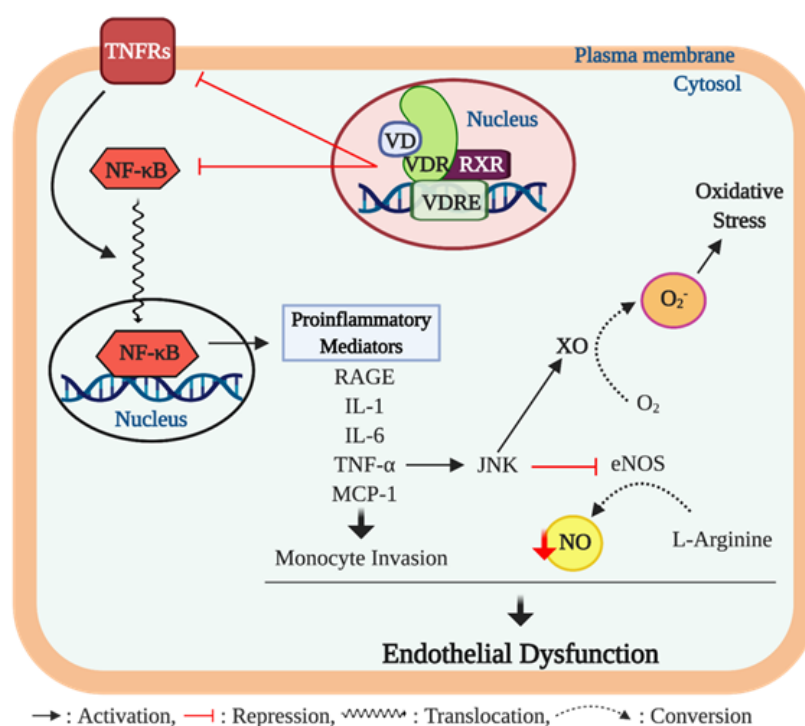 TNFRs
Plasma membrane
Cytosol
Nucleus
VD
VDR
RXR
VDRE
NF-κB
Oxidative
Stress
O₂⁻
NF-κB
Nucleus
Proinflammatory
Mediators
RAGE
IL-1
IL-6
TNF-α
MCP-1
XO
O₂
JNK
eNOS
NO
L-Arginine
Monocyte Invasion
Endothelial Dysfunction
: Activation, : Repression, : Translocation, : Conversion